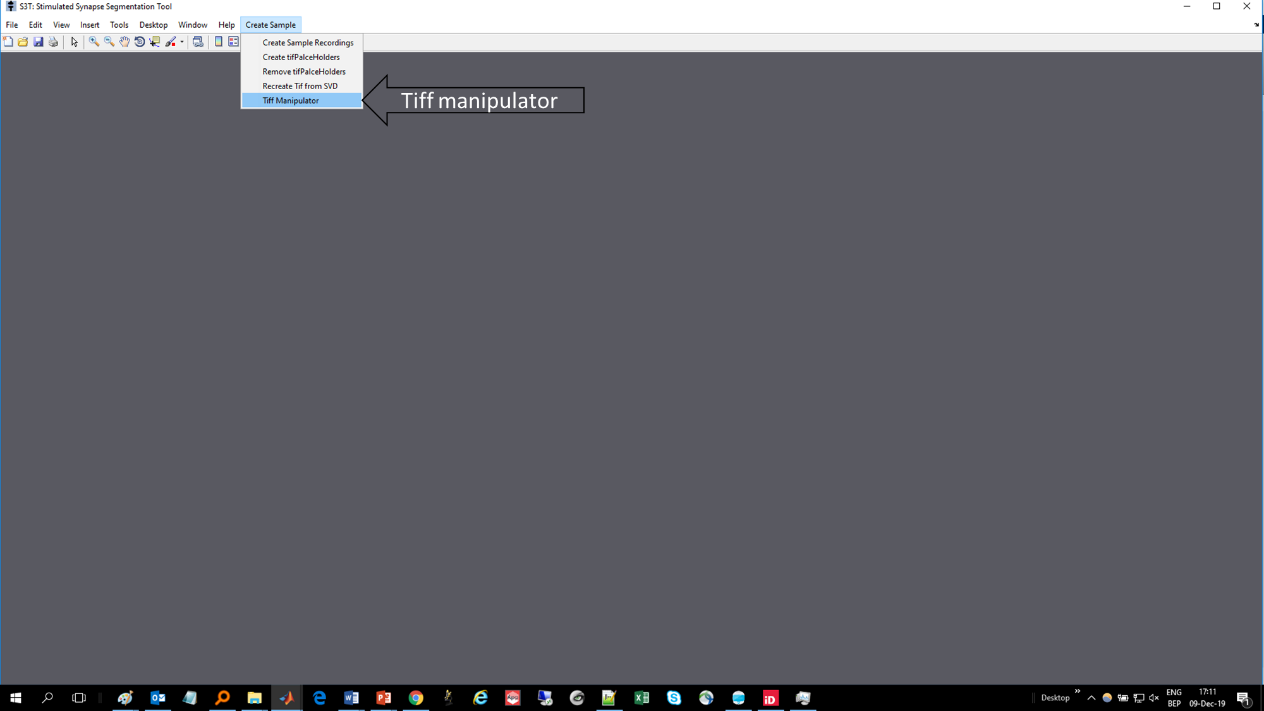 S3T: Stimulated Synapse Segmentation Tool
File Edit View Insert Tools Desktop Window Help Create Sample
Create Sample Recordings
Create tifPalceHolders
Remove tifPalceHolders
Recreate Tif from SVD
Tiff Manipulator
Tiff manipulator
Desktop
ENG
BEP
17:11
09-Dec-19